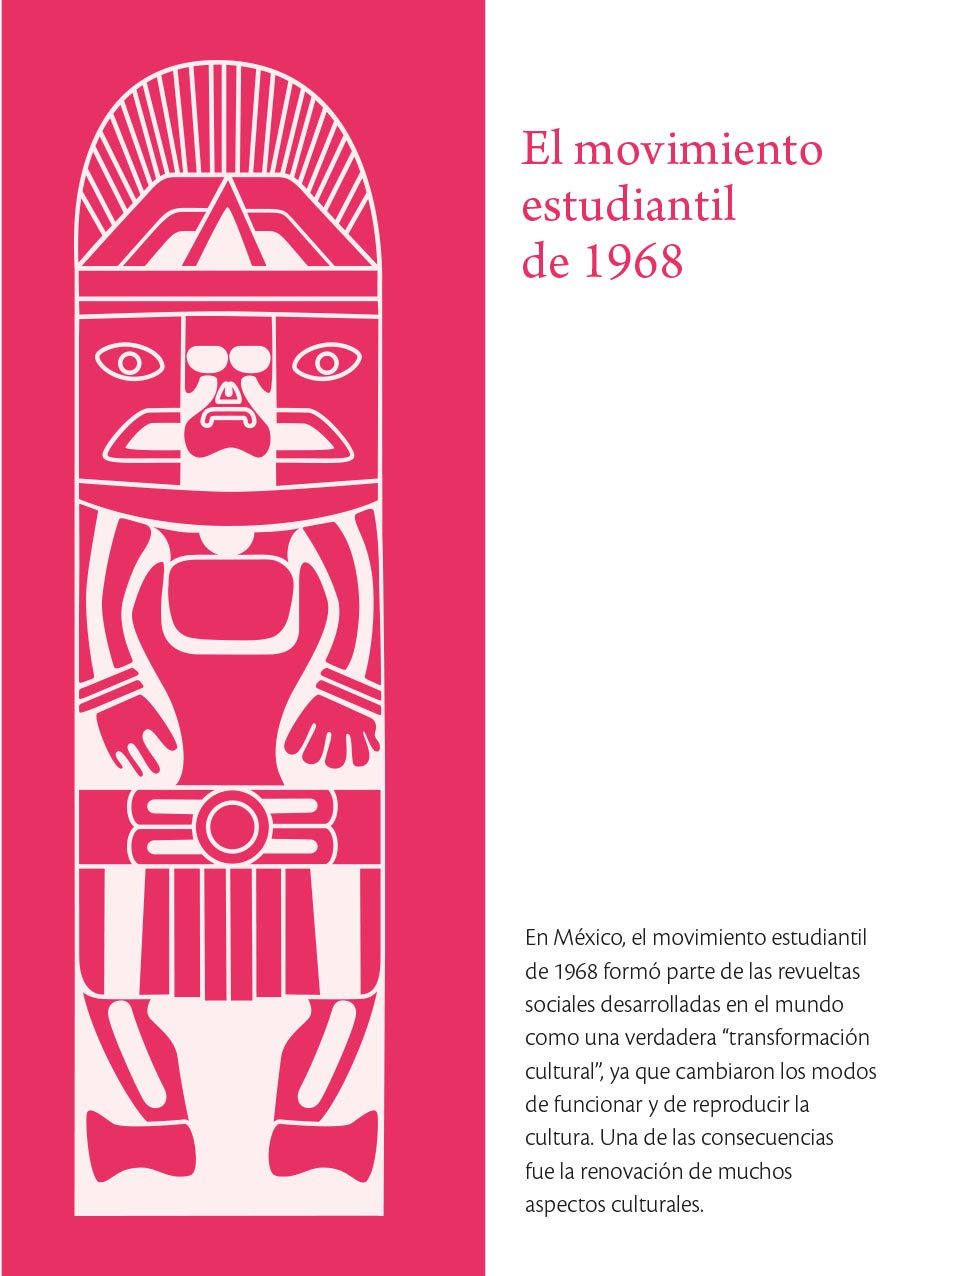 El movimiento
estudiantil
de 1968
En México, el movimiento estudiantil
de 1968 formó parte de las revueltas
sociales desarrolladas en el mundo
como una verdadera “transformación
cultural”, ya que cambiaron los modos
de funcionar y de reproducir la
cultura. Una de las consecuencias
fue la renovación de muchos
aspectos culturales.